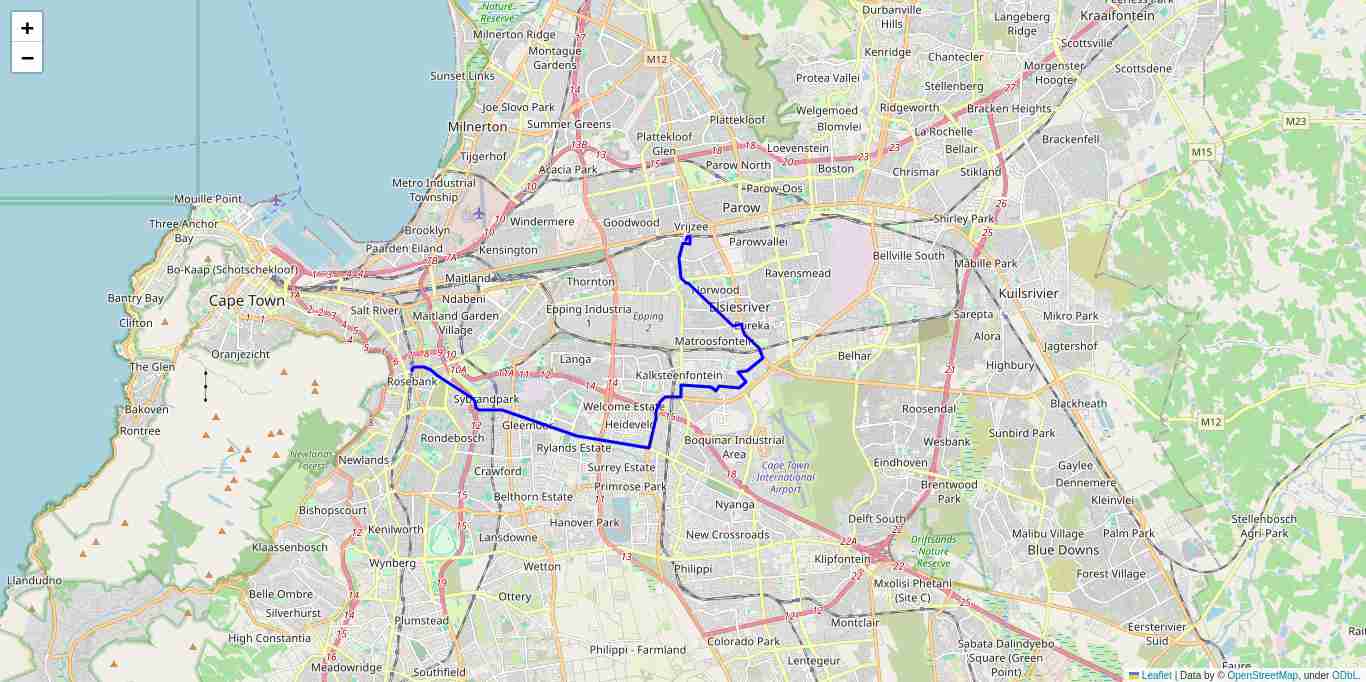 +
−
Nature
Reserve
Milnerton Ridge
Montague
Gardens
Sunset Links
Joe Slovo Park
Milnerton
Summer Greens
Tijgerhof
Acacia Park
Metro Industrial
Township
Brooklyn
Paarden Eiland
Windermere
Kensington
Goodwood
Maitland
Ndabeni
Maitland Garden
Village
Thornton
Epping Industria
1
Epping
2
Langa
Durbanville
Hills
Langeberg
Ridge
Kraaifontein
Scottsville
Kenridge
Chantecler
Morgenster
Hoogte
Scottsdene
Protea Vallei
Stellenberg
Welgemoed
Ridgeworth
Bracken Heights
Plattekloof
Blomvlei
La Rochelle
Plattekloof
Glen
Loevenstein
Bellair
Brackenfell
Parow North
Boston
Chrismar
Stikland
Parow-Oos
Parow
Vrijzee
Parowvallei
Shirley Park
Bellville South
Mabille Park
Ravensmead
Norwood
Elsiesriver
Eureka
Kuilsrivier
Sarepta
Mikro Park
Matroosfontein
Alora
Jagtershof
Belhar
Highbury
Kalksteenfontein
Mouille Point
Three Anchor
Bay
Bo-Kaap (Schotschekloof)
Bantry Bay
Cape Town
Clifton
Salt River
Oranjezicht
The Glen
Rosebank
Bakoven
Rontree
Sybrandpark
Welcome Estate
Gleemoor
Heideveld
Rondebosch
Rylands Estate
Newlands
Forest
Newlands
Crawford
Surrey Estate
Primrose Park
Belthorn Estate
Bishopscourt
Hanover Park
Kenilworth
Lansdowne
Klaassenbosch
Wynberg
Wetton
Llandudno
Belle Ombre
Ottery
Silverhurst
Plumstead
High Constantia
Meadowridge
Southfield
Boquinar Industrial
Area
Cape Town
International
Airport
Nyanga
New Crossroads
Philippi
Philippi - Farmland
Colorado Park
Lentegeur
Montclair
Klipfontein
Delft South
Driftsands
Nature
Reserve
Mxolisi Phetani
(Site C)
Sabata Dalindyebo
Square (Green
Point)
Roosendal
Blackheath
Wesbank
Sunbird Park
Eindhoven
Gaylee
Dennemere
Brentwood
Park
Kleinvlei
Malibu Village
Palm Park
Blue Downs
Forest Village
Stellenbosch
Agri-Park
Eersterivier
Suid
Faure
M12
M23
M15
M12
Leaflet | Data by © OpenStreetMap, under ODbL.